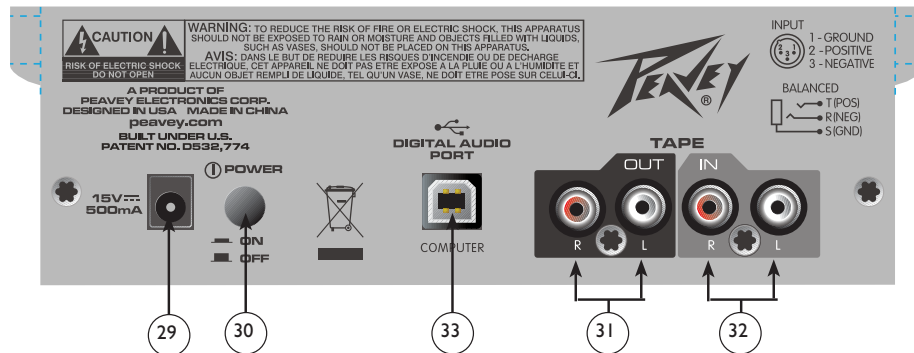 CAUTION
RISK OF ELECTRIC SHOCK
DO NOT OPEN
WARNING: TO REDUCE THE RISK OF FIRE OR ELECTRIC SHOCK, THIS APPARATUS
SHOULD NOT BE EXPOSED TO RAIN OR MOISTURE AND OBJECTS FILLED WITH LIQUIDS,
SUCH AS VASES, SHOULD NOT BE PLACED ON THIS APPARATUS.
AVIS: DANS LE BUT DE REDUIRE LES RISQUES D'INCENDIE OU DE DECHARGE
ELECTRIQUE, CET APPAREIL NE DOIT PAS ETRE EXPOSE A LA PLUIE OU A L'HUMIDITE ET
AUCUN OBJET REMPLI DE LIQUIDE, TEL QU'UN VASE, NE DOIT ETRE POSE SUR CELUI-CI.
PEAVEY
®
INPUT
2 1
3
1 - GROUND
2 - POSITIVE
3 - NEGATIVE
BALANCED
T(POS)
R(NEG)
S(GND)
A PRODUCT OF
PEAVEY ELECTRONICS CORP.
DESIGNED IN USA MADE IN CHINA
peavey.com
BUILT UNDER U.S.
PATENT NO. D532,774
DIGITAL AUDIO
PORT
TAPE
POWER
OUT
IN
15V
500mA
ON
OFF
COMPUTER
R L
R L
29
30
33
31
32